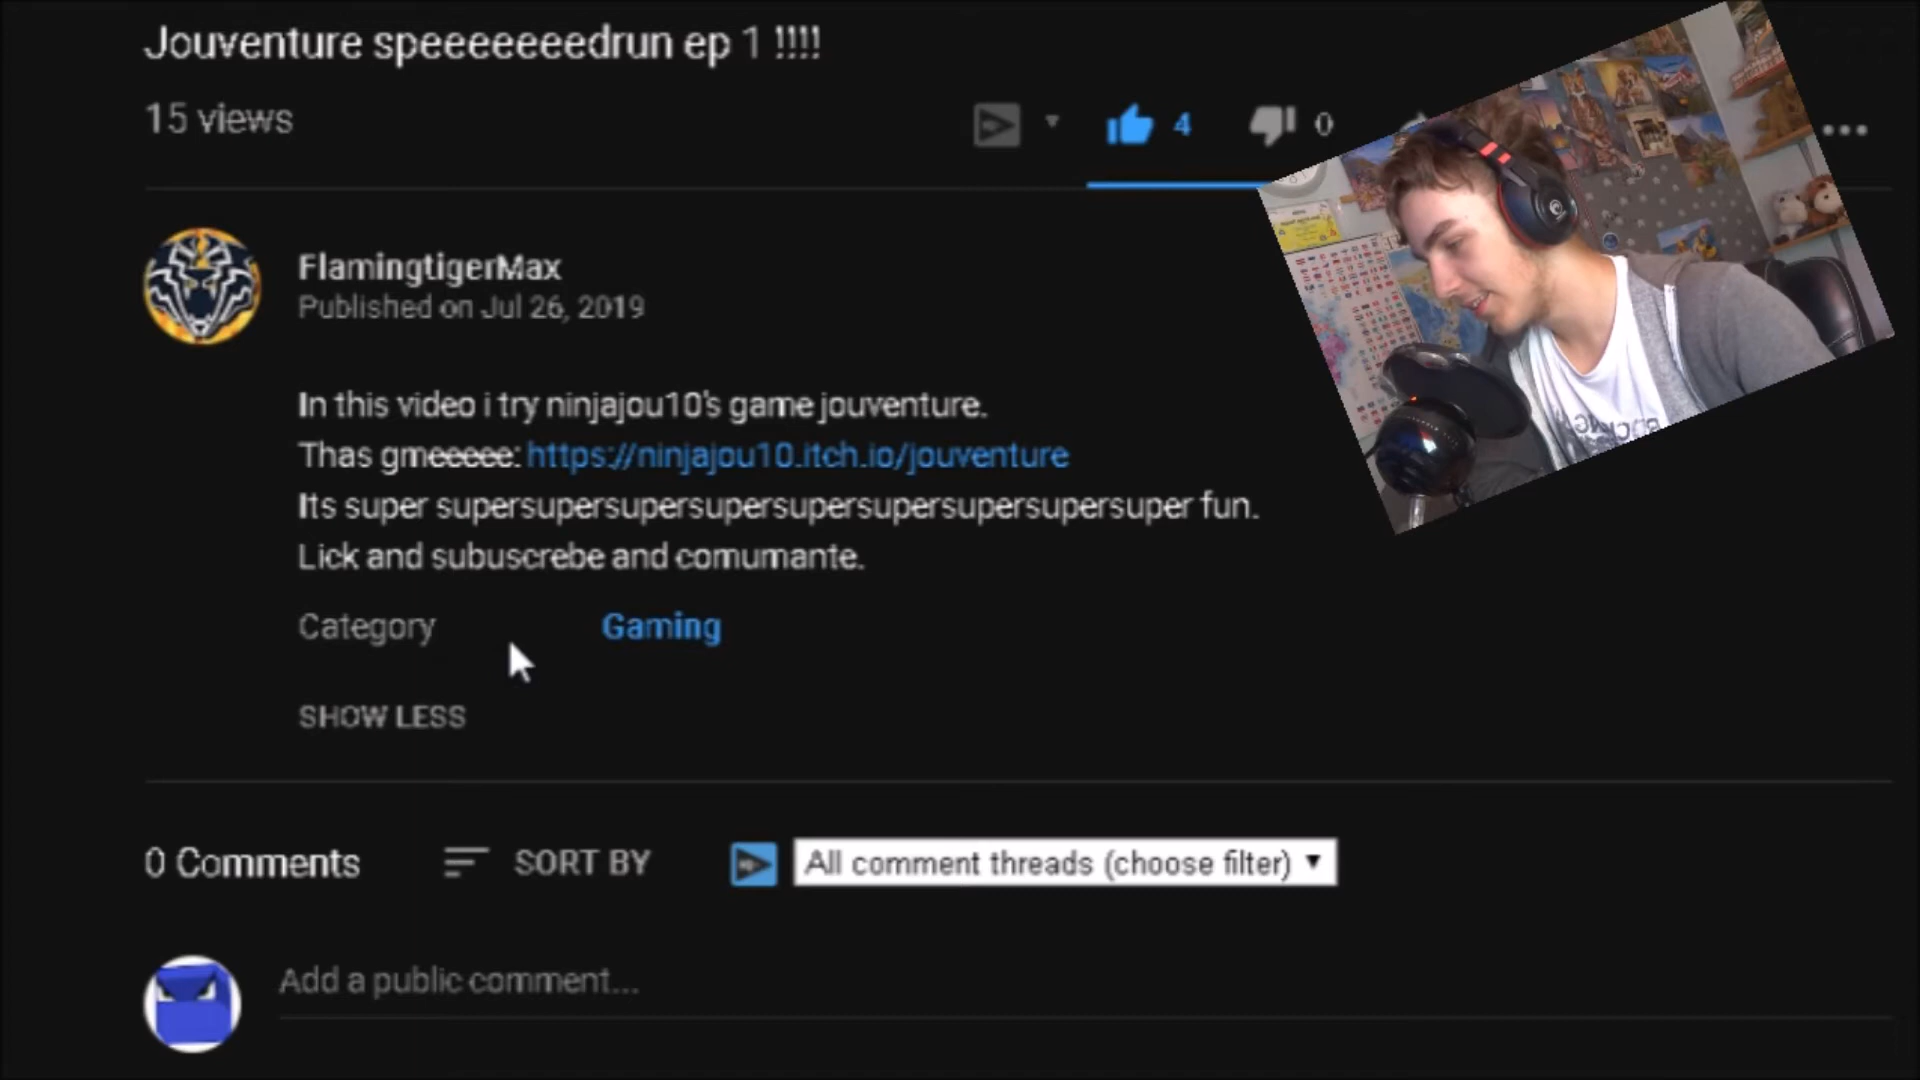 Jouventure speeeeeeedrun ep 1 !!!!
15 views
4
0
FlamingtigerMax
Published on Jul 26, 2019
In this video i try ninjajou10's game jouventure.
Thas gmeeeee: https://ninjajou10.itch.io/jouventure
Its super supersupersupersupersupersupersupersupersuper fun.
Lick and subuscrebe and comumante.
Category Gaming
SHOW LESS
0 Comments SORT BY All comment threads (choose filter)
Add a public comment...